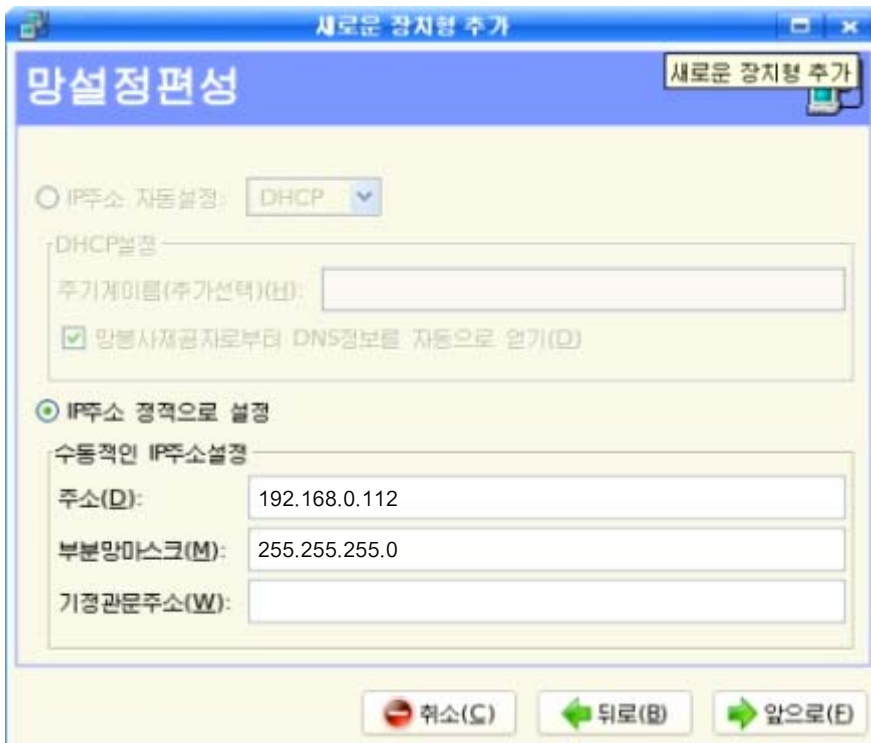 새로운 장치형 추가
망설정편성
새로운 장치형 추가
IP주소 자동설정: DHCP
DHCP설정
주기계이름(추가선택)(H):
망봉사제공자로부터 DNS정보를 자동으로 얻기(D)
IP주소 정적으로 설정
수동적인 IP주소설정
주소(D): 192.168.0.112
부분망마스크(M): 255.255.255.0
기정관문주소(W):
취소(C) 뒤로(B) 앞으로(F)